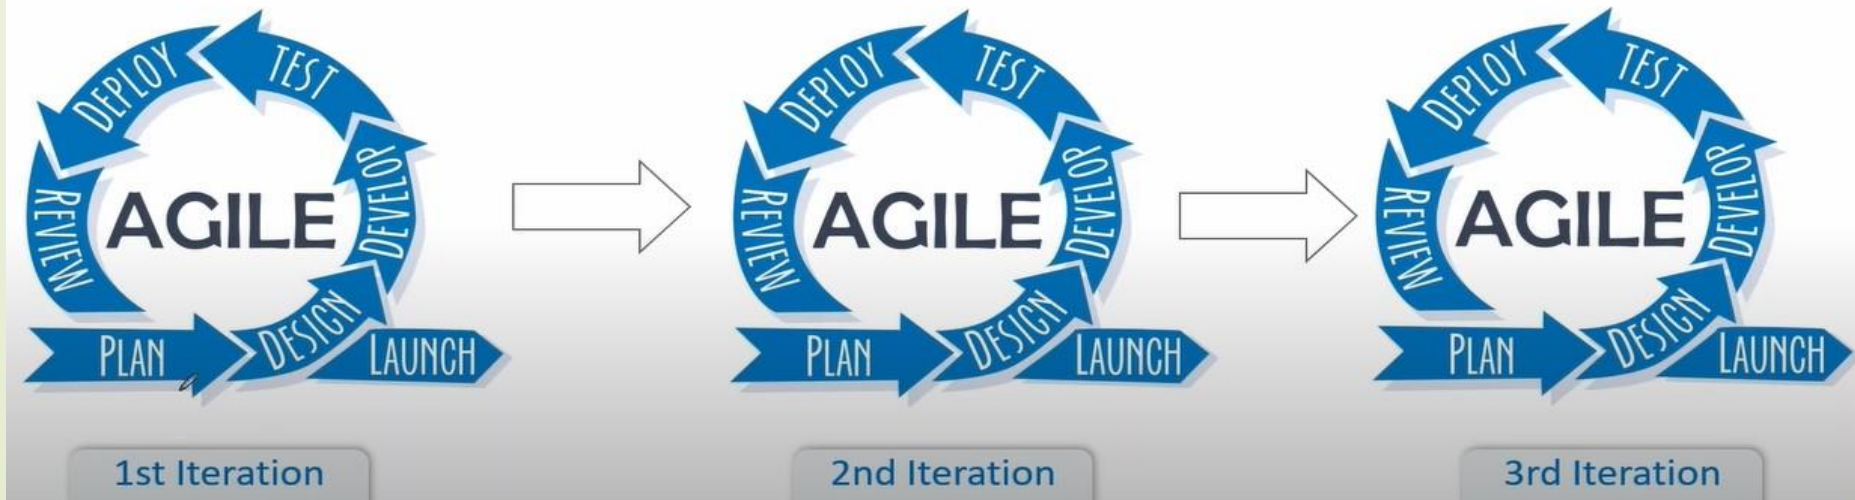 PLAN
DESIGN
DEVELOP
TEST
DEPLOY
REVIEW
LAUNCH
AGILE
1st Iteration
PLAN
DESIGN
DEVELOP
TEST
DEPLOY
REVIEW
LAUNCH
AGILE
2nd Iteration
PLAN
DESIGN
DEVELOP
TEST
DEPLOY
REVIEW
LAUNCH
AGILE
3rd Iteration